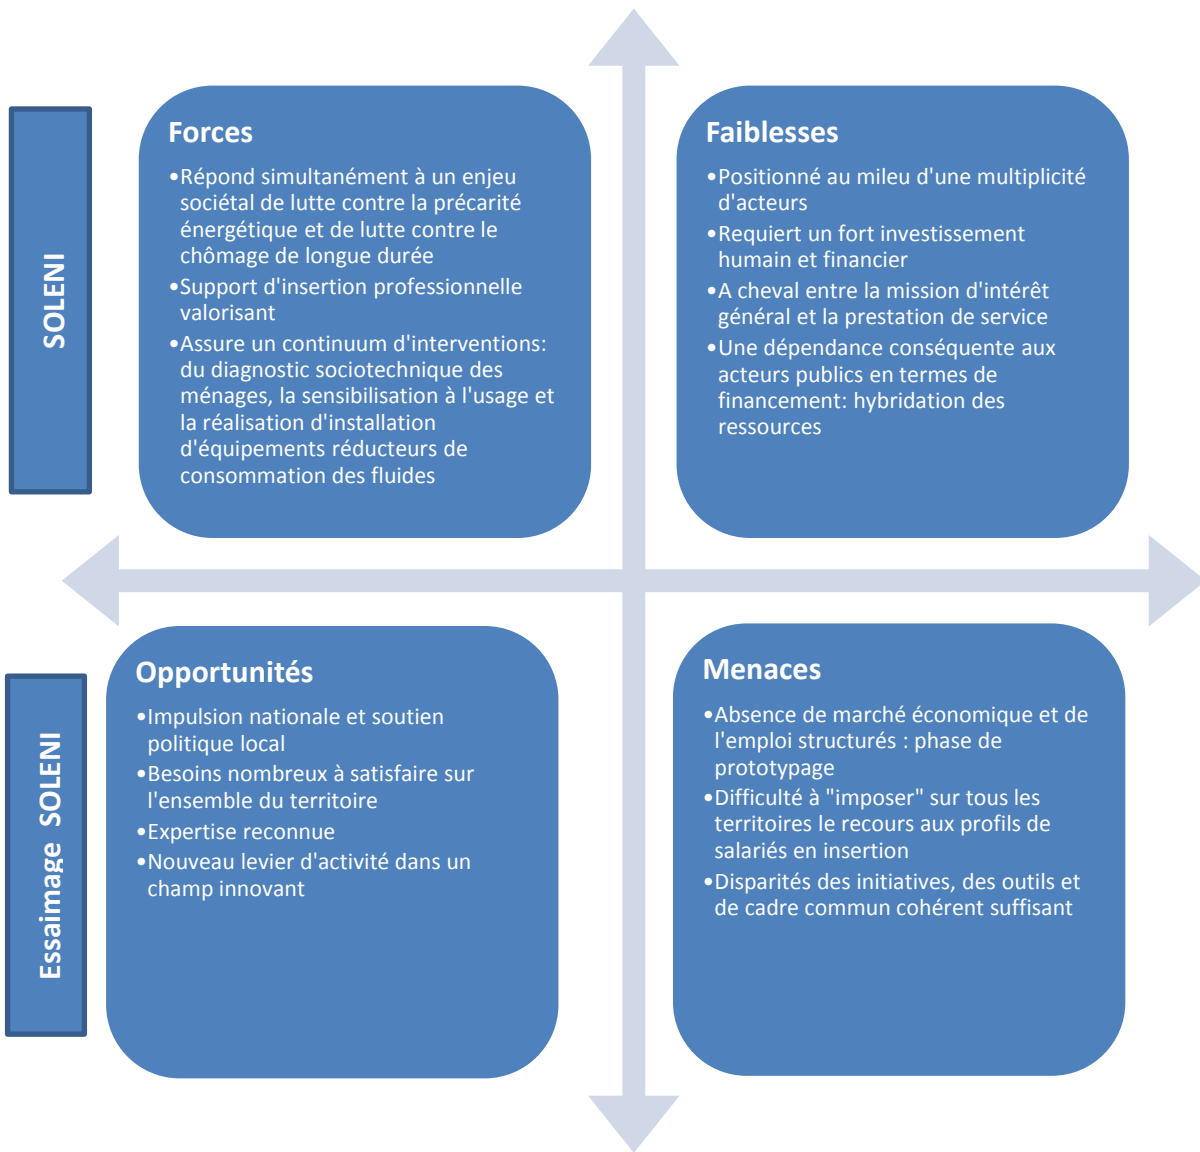 SOLENI
Forces
•Répond simultanément à un enjeu
sociétal de lutte contre la précarité
énergétique et de lutte contre le
chômage de longue durée
•Support d'insertion professionnelle
valorisant
•Assure un continuum d'interventions:
du diagnostic sociotechnique des
ménages, la sensibilisation à l'usage et
la réalisation d'installation
d'équipements réducteurs de
consommation des fluides
Faiblesses
•Positionné au mileu d'une multiplicité
d'acteurs
•Requiert un fort investissement
humain et financier
•A cheval entre la mission d'intérêt
général et la prestation de service
•Une dépendance conséquente aux
acteurs publics en termes de
financement: hybridation des
ressources
Essaimage SOLENI
Opportunités
•Impulsion nationale et soutien
politique local
•Besoins nombreux à satisfaire sur
l'ensemble du territoire
•Expertise reconnue
•Nouveau levier d'activité dans un
champ innovant
Menaces
•Absence de marché économique et de
l'emploi structurés : phase de
prototypage
•Difficulté à "imposer" sur tous les
territoires le recours aux profils de
salariés en insertion
•Disparités des initiatives, des outils et
de cadre commun cohérent suffisant